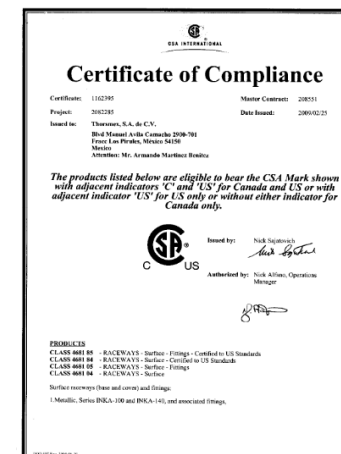 CSA INTERNATIONAL
Certificate of Compliance
Certificate: 1162395 Master Contract: 208551
Project: 2082285 Date Issued: 2009/02/25
Issued to: Thorsmex, S.A. de C.V.
Blvd Manuel Avila Camacho 2900-701
Fracc Los Pirules, México 54150
Mexico
Attention: Mr. Armando Martinez Benitez
The products listed below are eligible to bear the CSA Mark shown
with adjacent indicators 'C' and 'US' for Canada and US or with
adjacent indicator 'US' for US only or without either indicator for
Canada only.
Issued by: Nick
CSA
C US
Authorized by: Nick Alfano, Operations
Manager
PRODUCTS
CLASS 4681 85 - RACEWAYS - Surface - Fittings - Certified to US Standards
CLASS 4681 84 - RACEWAYS - Surface - Certified to US Standards
CLASS 4681 05 - RACEWAYS - Surface - Fittings
CLASS 4681 04 - RACEWAYS - Surface
Surface raceways (base and cover) and fittings:
1.Metallic, Series INKA-100 and INKA-140, and associated fittings,